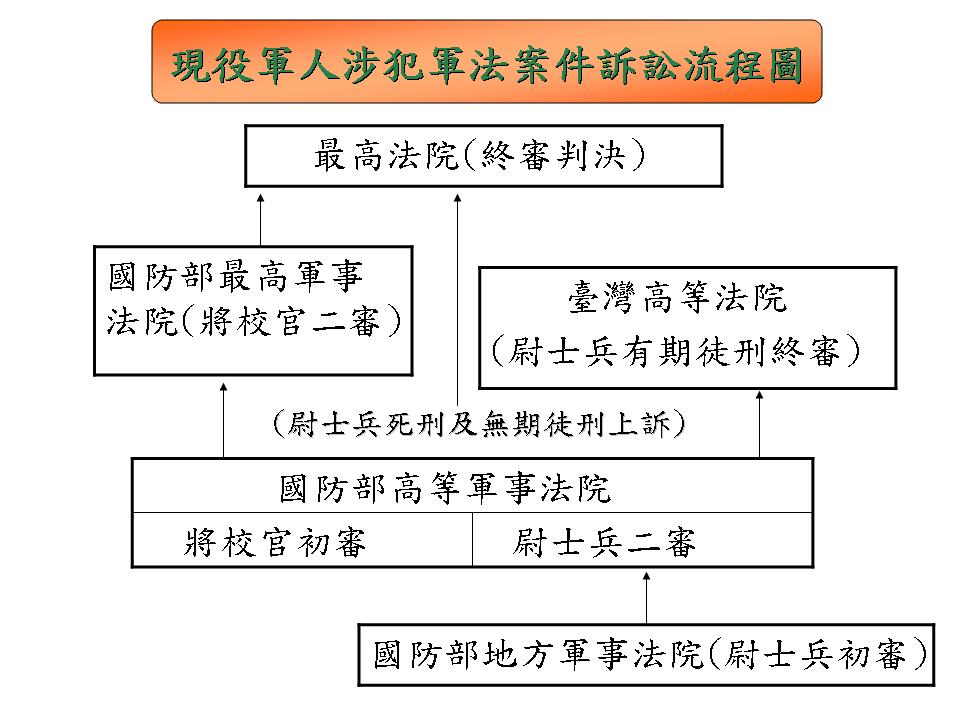 現役軍人涉犯軍法案件訴訟流程圖
最高法院(終審判決)
國防部最高軍事
法院(將校官二審)
臺灣高等法院
(尉士兵有期徒刑終審)
(尉士兵死刑及無期徒刑上訴)
國防部高等軍事法院
將校官初審
尉士兵二審
國防部地方軍事法院(尉士兵初審)